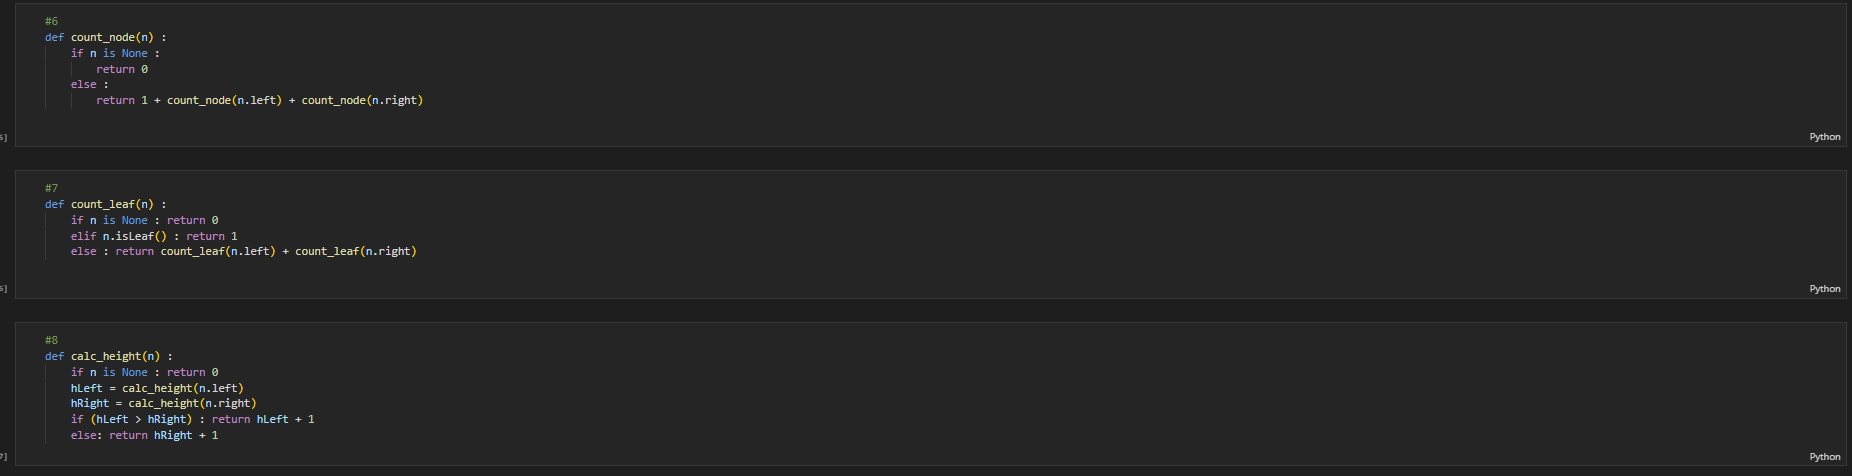 #6
def count_node(n) :
    if n is None :
        return 0
    else :
        return 1 + count_node(n.left) + count_node(n.right)
Python
#7
def count_leaf(n) :
    if n is None : return 0
    elif n.isLeaf() : return 1
    else : return count_leaf(n.left) + count_leaf(n.right)
Python
#8
def calc_height(n) :
    if n is None : return 0
    hLeft = calc_height(n.left)
    hRight = calc_height(n.right)
    if (hLeft > hRight) : return hLeft + 1
    else: return hRight + 1
Python